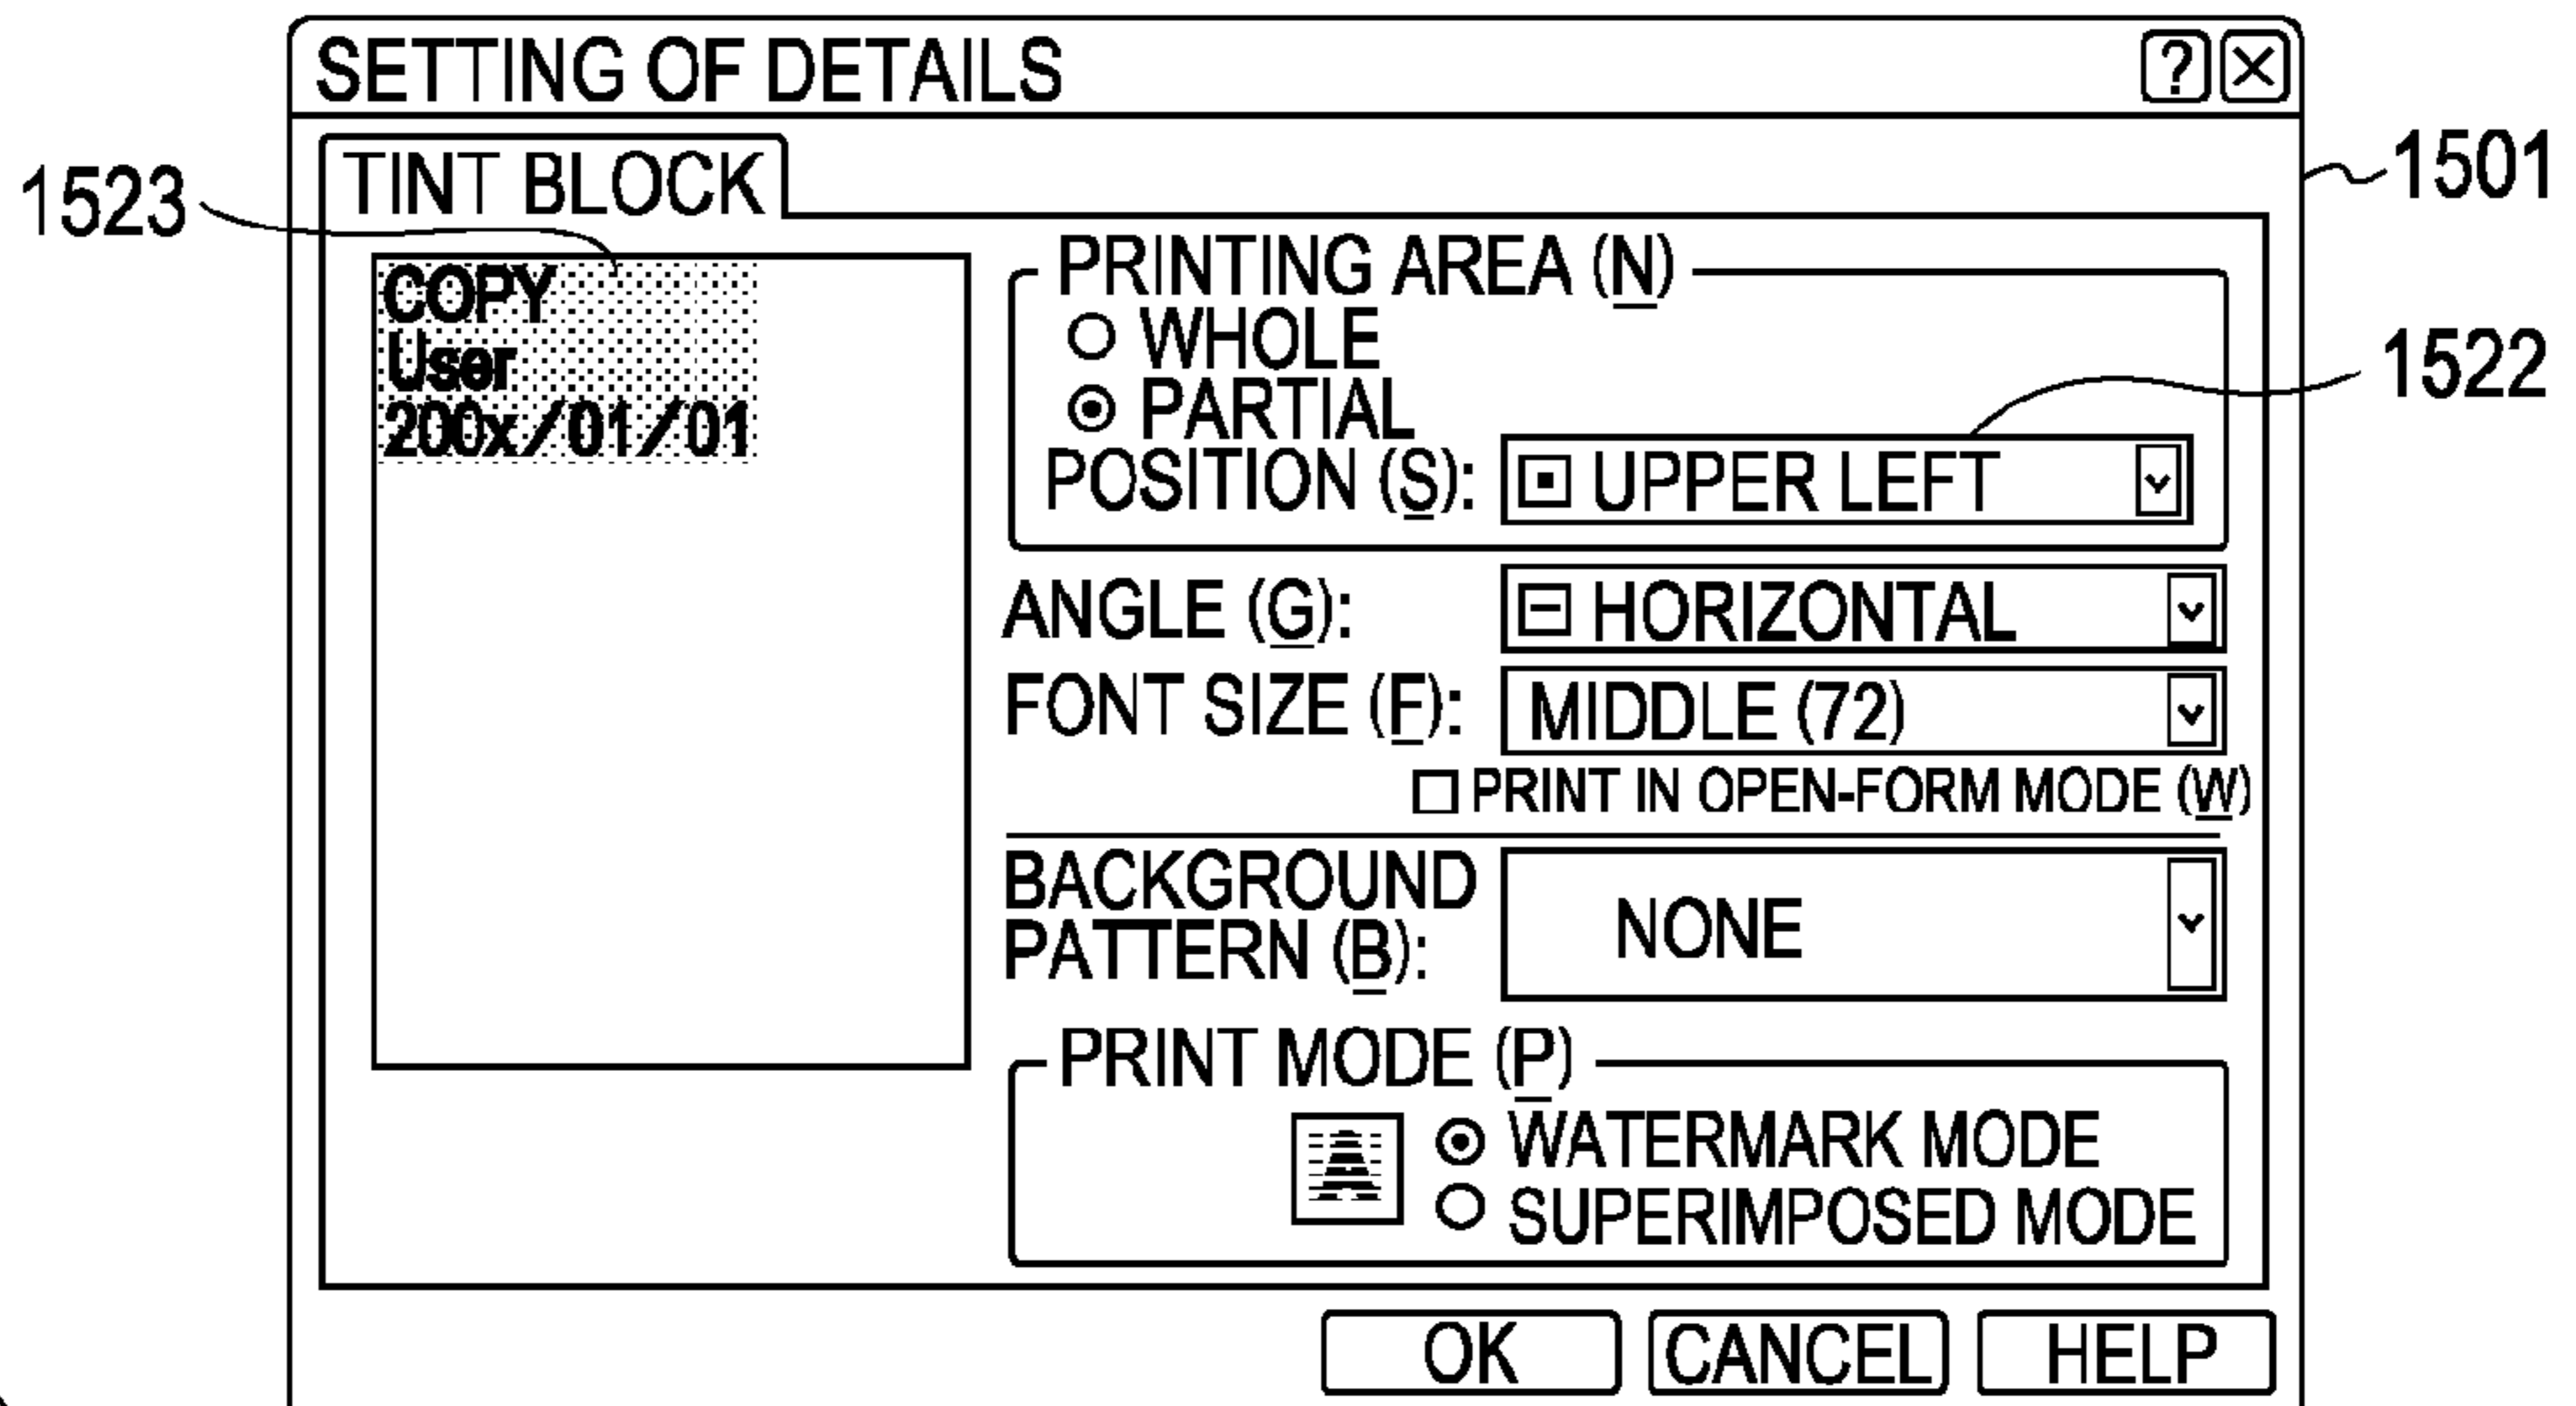 SETTING OF DETAILS ?
1501
TINT BLOCK
1523
COPY
User
200x/01/01
PRINTING AREA (N)
WHOLE
PARTIAL
1522
POSITION (S): UPPER LEFT
ANGLE (G): HORIZONTAL
FONT SIZE (F): MIDDLE (72)
PRINT IN OPEN-FORM MODE (W)
BACKGROUND
PATTERN (B): NONE
PRINT MODE (P)
A
WATERMARK MODE
SUPERIMPOSED MODE
OK CANCEL HELP